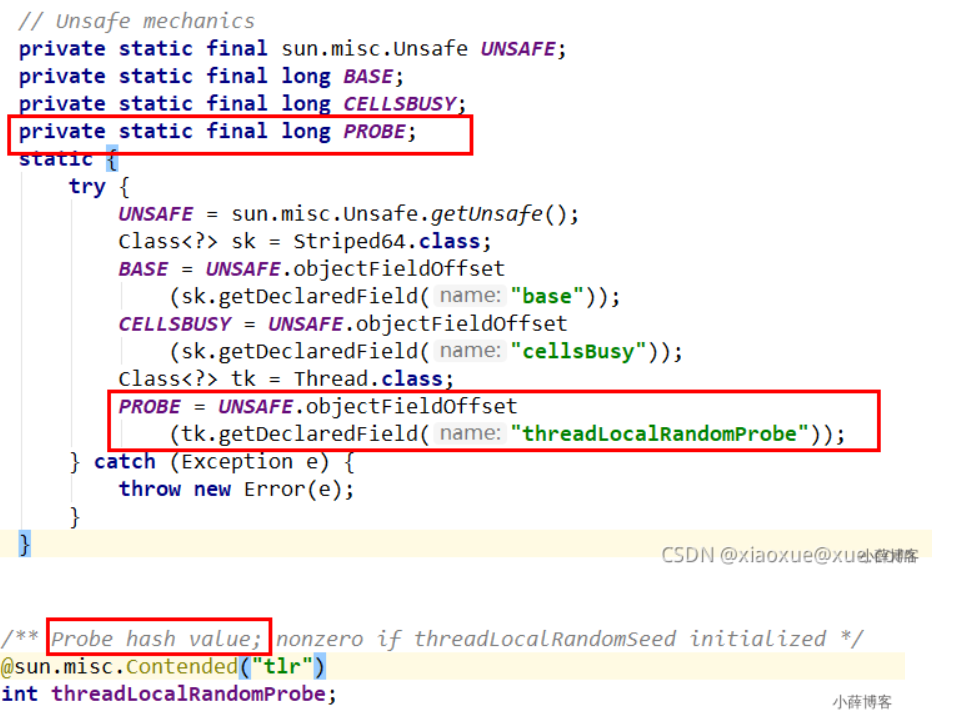 // Unsafe mechanics
private static final sun.misc.Unsafe UNSAFE;
private static final long BASE;
private static final long CELLSBUSY;
private static final long PROBE;
static {
    try {
        UNSAFE = sun.misc.Unsafe.getUnsafe();
        Class<?> sk = Striped64.class;
        BASE = UNSAFE.objectFieldOffset
            (sk.getDeclaredField( name: "base"));
        CELLSBUSY = UNSAFE.objectFieldOffset
            (sk.getDeclaredField( name: "cellsBusy"));
        Class<?> tk = Thread.class;
        PROBE = UNSAFE.objectFieldOffset
            (tk.getDeclaredField( name: "threadLocalRandomProbe"));
    } catch (Exception e) {
        throw new Error(e);
    }
}
CSDN @xiaoxue@xue
小薛博客
/** Probe hash value; nonzero if threadLocalRandomSeed initialized */
@sun.misc.Contended("tlr")
int threadLocalRandomProbe;
小薛博客